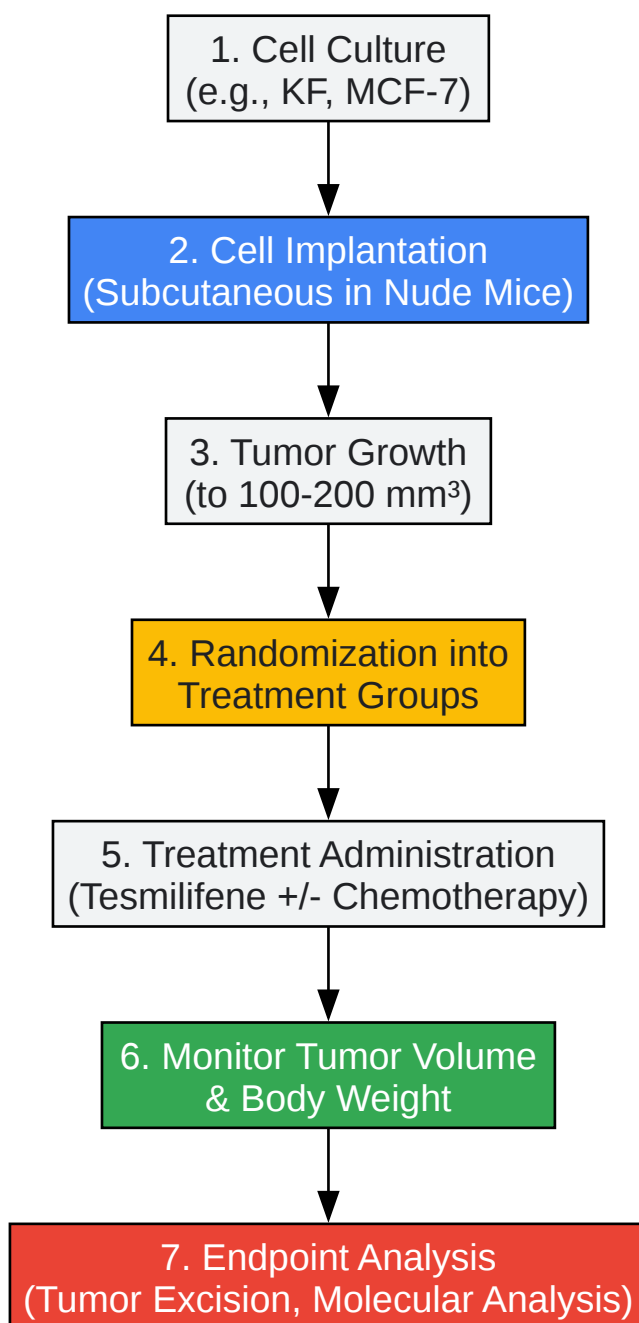 1. Cell Culture
(e.g., KF, MCF-7)
2. Cell Implantation
(Subcutaneous in Nude Mice)
3. Tumor Growth
(to 100-200 mm³)
4. Randomization into
Treatment Groups
5. Treatment Administration
(Tesmilifene +/- Chemotherapy)
6. Monitor Tumor Volume
& Body Weight
7. Endpoint Analysis
(Tumor Excision, Molecular Analysis)